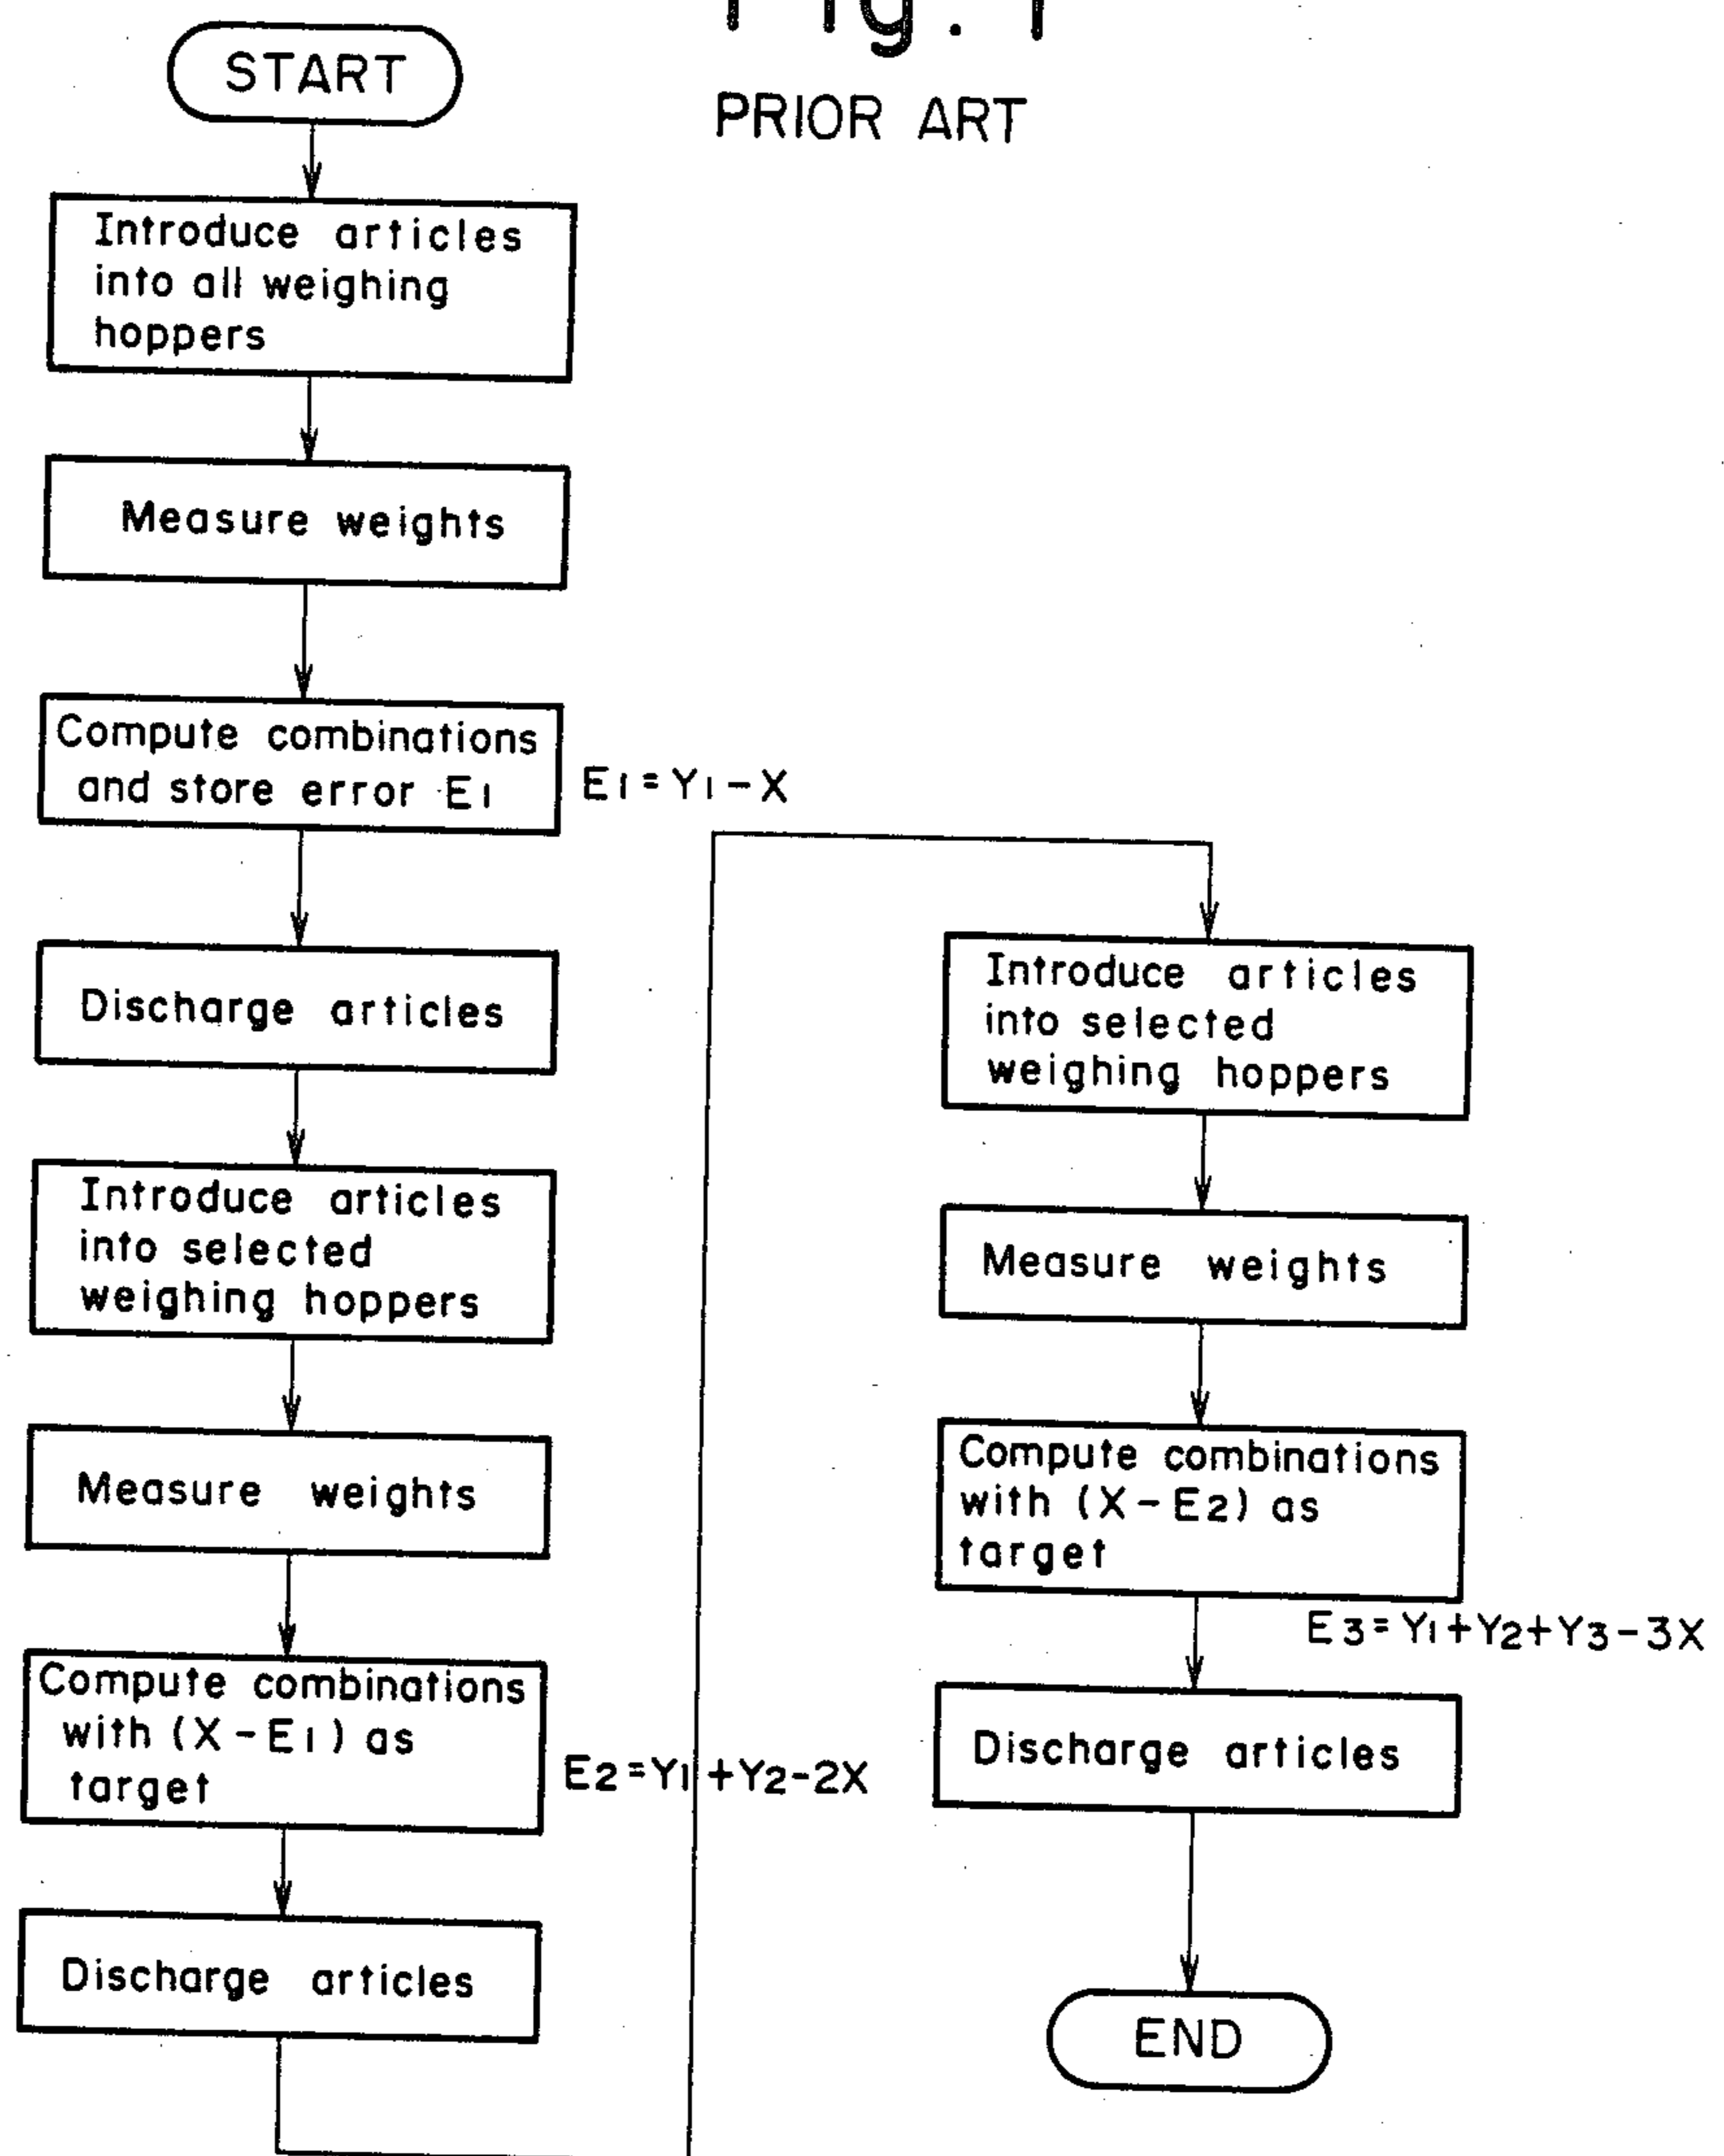 Fig. 1
PRIOR ART
START
Introduce articles
into all weighing
hoppers
Measure weights
Compute combinations
and store error E1
E1=Y1-X
Discharge articles
Introduce articles
into selected
weighing hoppers
Measure weights
Compute combinations
with (X-E1) as
target
E2=Y1+Y2-2X
Discharge articles
Introduce articles
into selected
weighing hoppers
Measure weights
Compute combinations
with (X-E2) as
target
E3=Y1+Y2+Y3-3X
Discharge articles
END